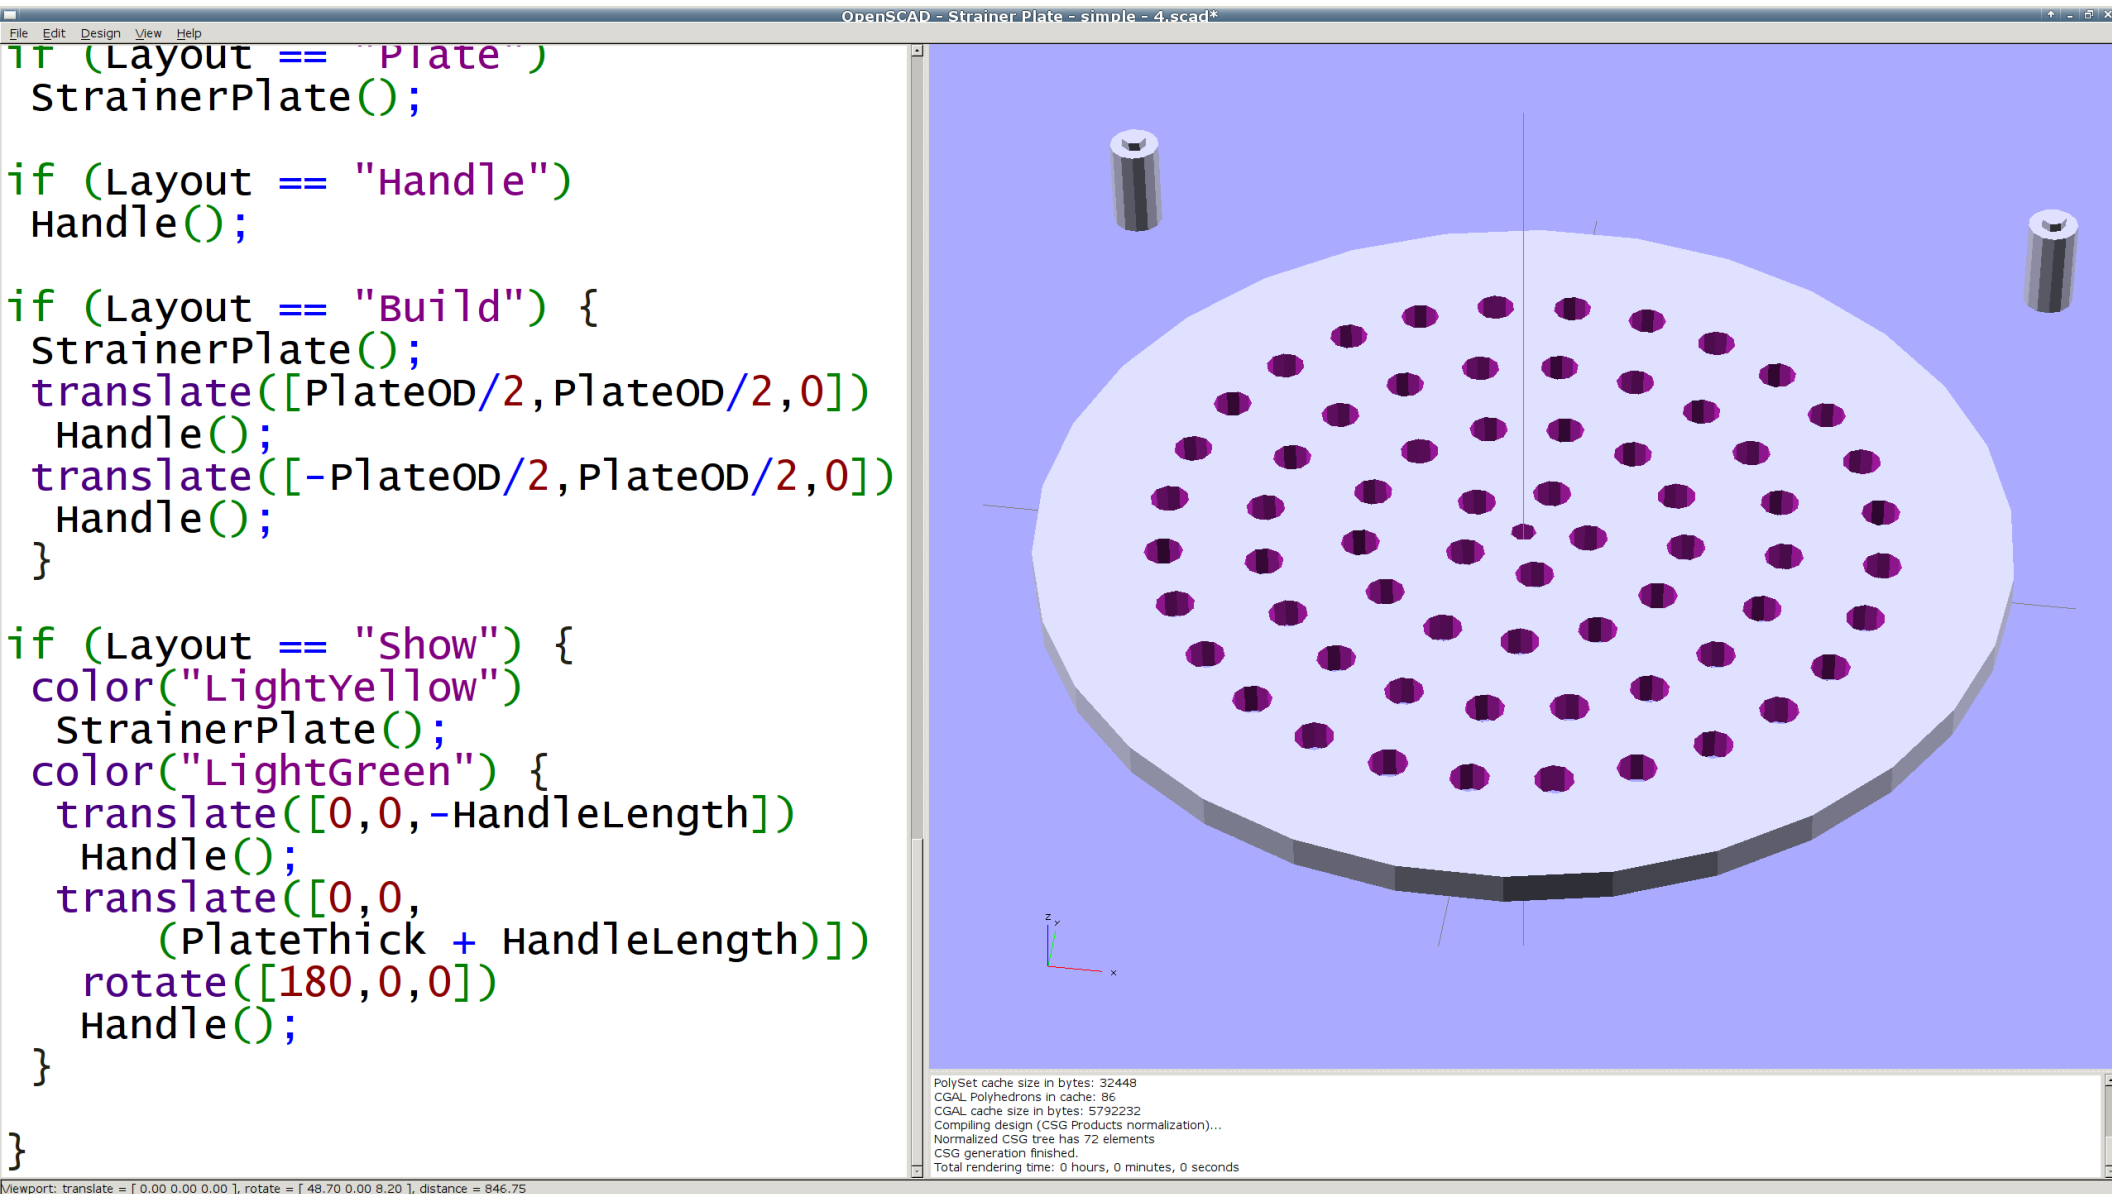 OpenSCAD - Strainer Plate - simple - 4.scad*
File Edit Design View Help
if (Layout == "Plate")
StrainerPlate();
if (Layout == "Handle")
Handle();
if (Layout == "Build") {
StrainerPlate();
translate([PlateOD/2,PlateOD/2,0])
Handle();
translate([-PlateOD/2,PlateOD/2,0])
Handle();
}
if (Layout == "Show") {
color("LightYellow")
StrainerPlate();
color("LightGreen") {
translate([0,0,-HandleLength])
Handle();
translate([0,0,
(PlateThick + HandleLength)])
rotate([180,0,0])
Handle();
}
}
z
y
x
PolySet cache size in bytes: 32448
CGAL Polyhedrons in cache: 86
CGAL cache size in bytes: 5792232
Compiling design (CSG Products normalization)...
Normalized CSG tree has 72 elements
CSG generation finished.
Total rendering time: 0 hours, 0 minutes, 0 seconds
Viewport: translate = [ 0.00 0.00 0.00 ], rotate = [ 48.70 0.00 8.20 ], distance = 846.75